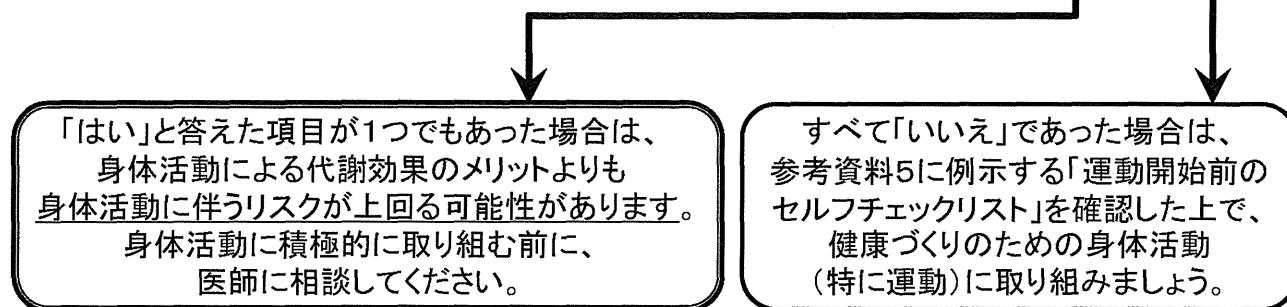 「はい」と答えた項目が1つでもあった場合は、
身体活動による代謝効果のメリットよりも
身体活動に伴うリスクが上回る可能性があります。
身体活動に積極的に取り組む前に、
医師に相談してください。
すべて「いいえ」であった場合は、
参考資料5に例示する「運動開始前の
セルフチェックリスト」を確認した上で、
健康づくりのための身体活動
(特に運動)に取り組みましょう。